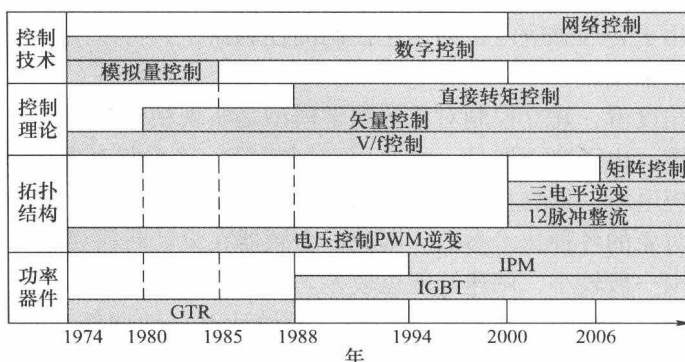 网络控制
控制
技术
数字控制
模拟量控制
直接转矩控制
控制
理论
矢量控制
V/f控制
矩阵控制
拓扑
结构
三电平逆变
12脉冲整流
电压控制PWM逆变
功率
器件
IPM
IGBT
GTR
1974 1980 1985 1988 1994 2000 2006
年